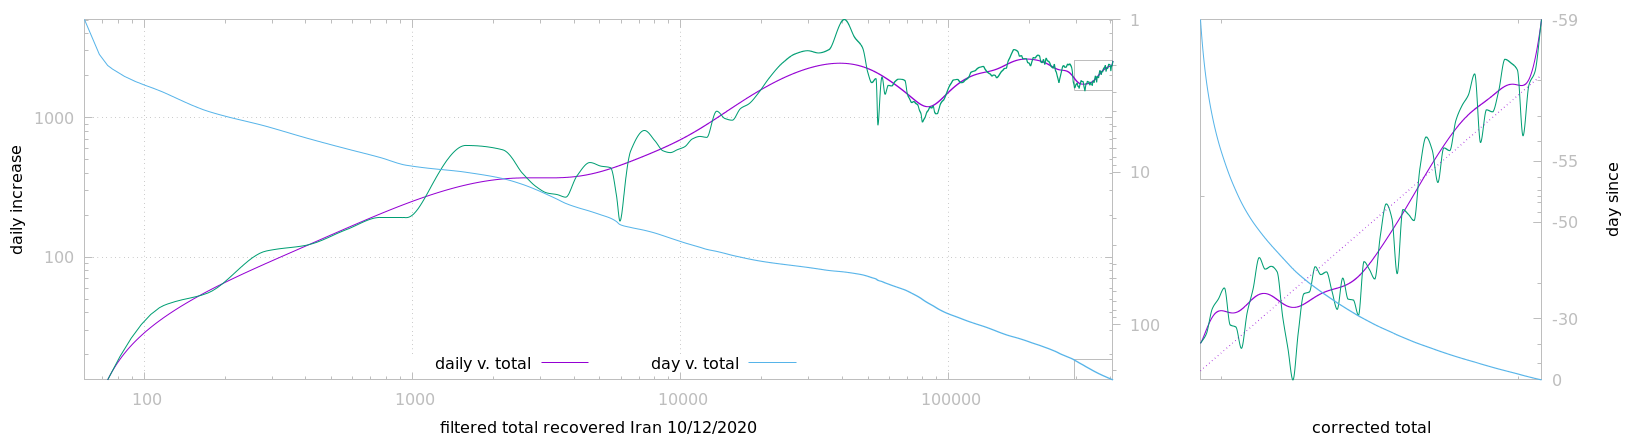 1 -59
1000
10 -55
-50
100
100 -30
0
daily increase
day since
daily v. total day v. total
100 1000 10000 100000
filtered total recovered Iran 10/12/2020 corrected total